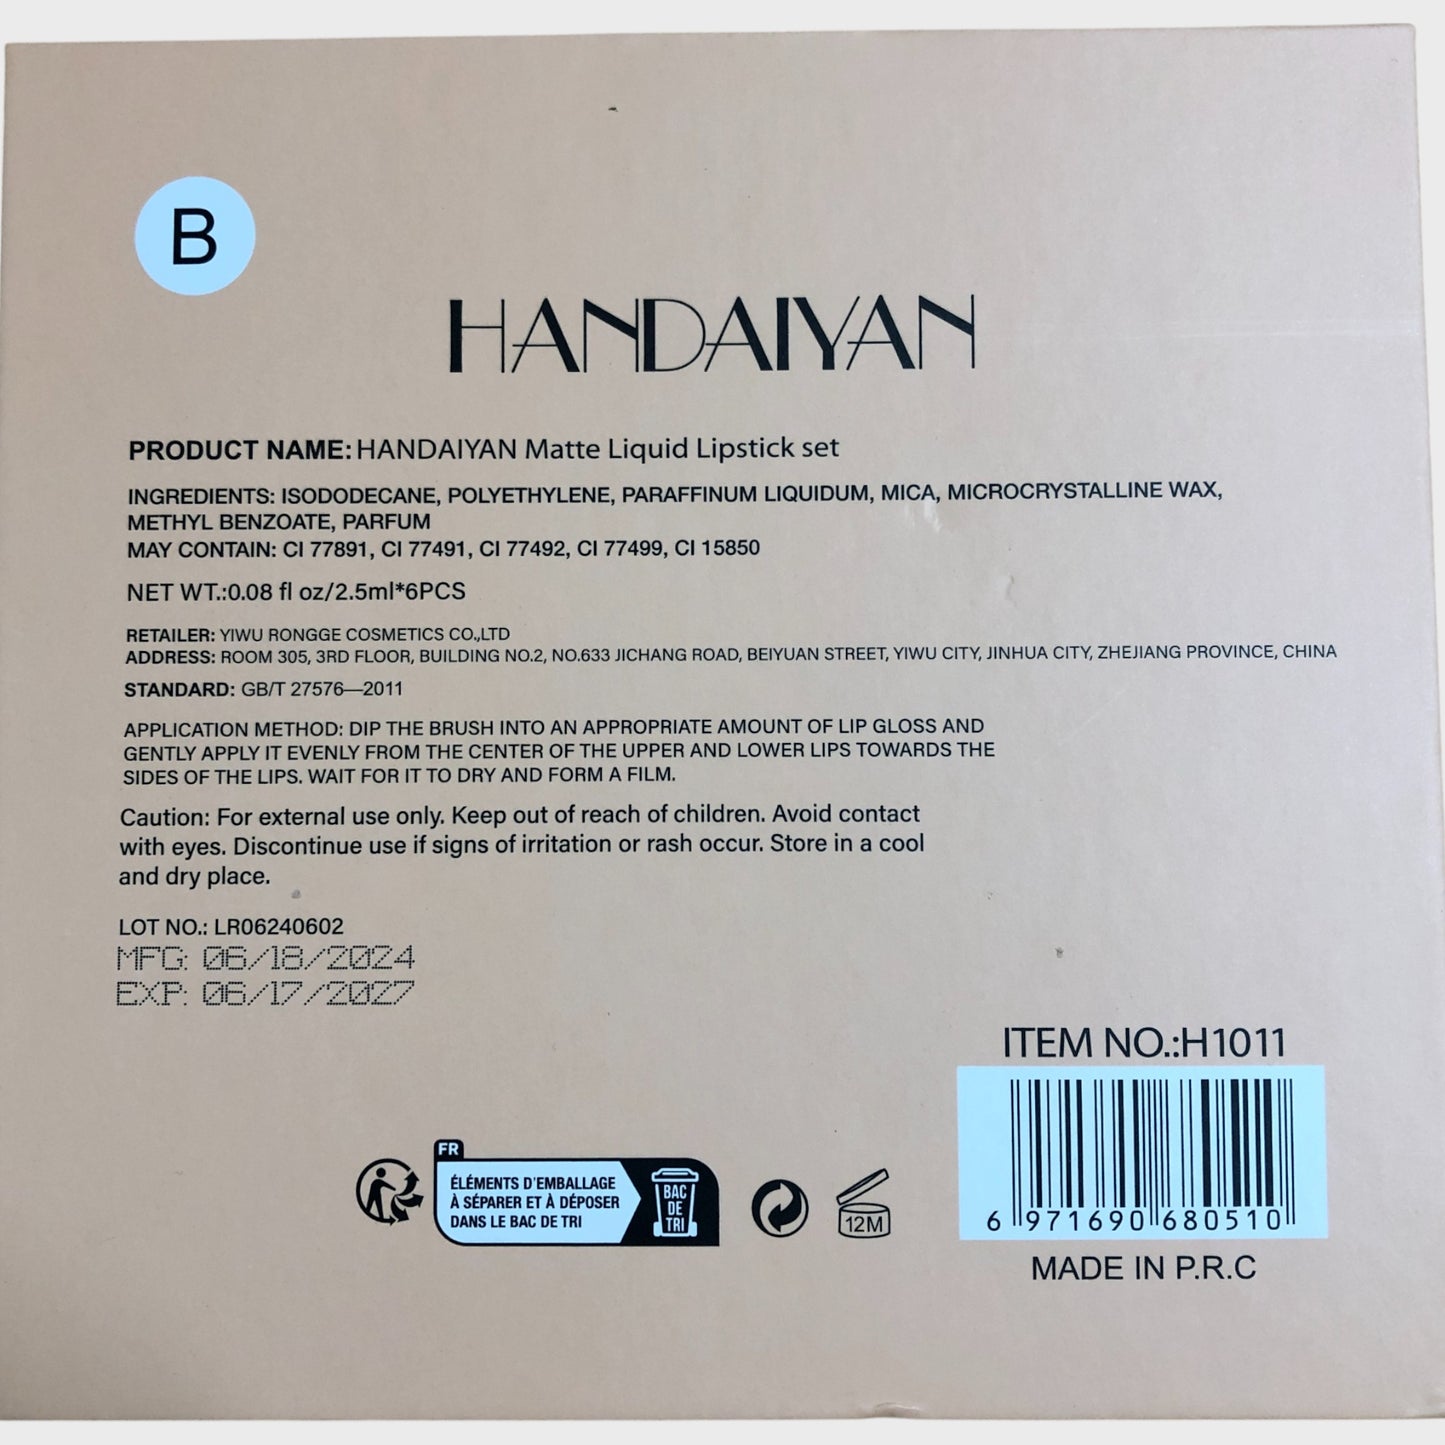 B
HANDAIYAN
PRODUCT NAME: HANDAIYAN Matte Liquid Lipstick set
INGREDIENTS: ISODODECANE, POLYETHYLENE, PARAFFINUM LIQUIDUM, MICA, MICROCRYSTALLINE WAX,
METHYL BENZOATE, PARFUM
MAY CONTAIN: CI 77891, CI 77491, CI 77492, CI 77499, CI 15850
NET WT.:0.08 fl oz/2.5ml*6PCS
RETAILER: YIWU RONGGE COSMETICS CO.,LTD
ADDRESS: ROOM 305, 3RD FLOOR, BUILDING NO.2, NO.633 JICHANG ROAD, BEIYUAN STREET, YIWU CITY, JINHUA CITY, ZHEJIANG PROVINCE, CHINA
STANDARD: GB/T 27576—2011
APPLICATION METHOD: DIP THE BRUSH INTO AN APPROPRIATE AMOUNT OF LIP GLOSS AND
GENTLY APPLY IT EVENLY FROM THE CENTER OF THE UPPER AND LOWER LIPS TOWARDS THE
SIDES OF THE LIPS. WAIT FOR IT TO DRY AND FORM A FILM.
Caution: For external use only. Keep out of reach of children. Avoid contact
with eyes. Discontinue use if signs of irritation or rash occur. Store in a cool
and dry place.
LOT NO.: LR06240602
MFG: 06/18/2024
EXP: 06/17/2027
ITEM NO.:H1011
6 971690 680510
MADE IN P.R.C
FR
ÉLÉMENTS D'EMBALLAGE
À SÉPARER ET À DÉPOSER
DANS LE BAC DE TRI
BAC
DE
TRI
12M